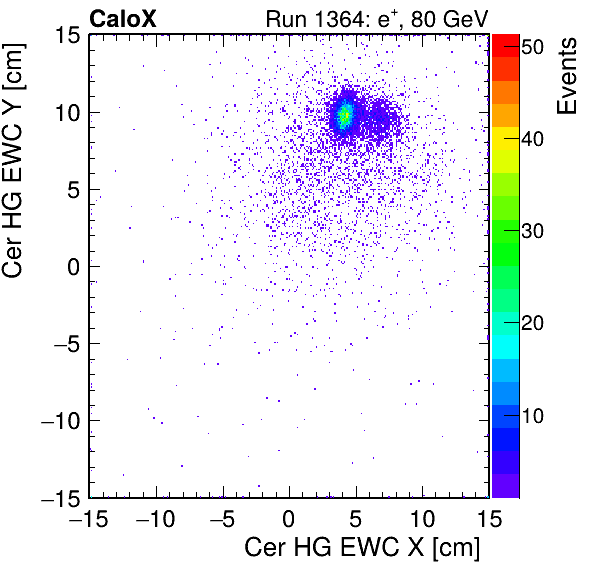 CaloX Run 1364: e⁺, 80 GeV
Cer HG EWC Y [cm]
15
10
5
0
−5
−10
−15
−15 −10 −5 0 5 10 15
Cer HG EWC X [cm]
Events
50
40
30
20
10